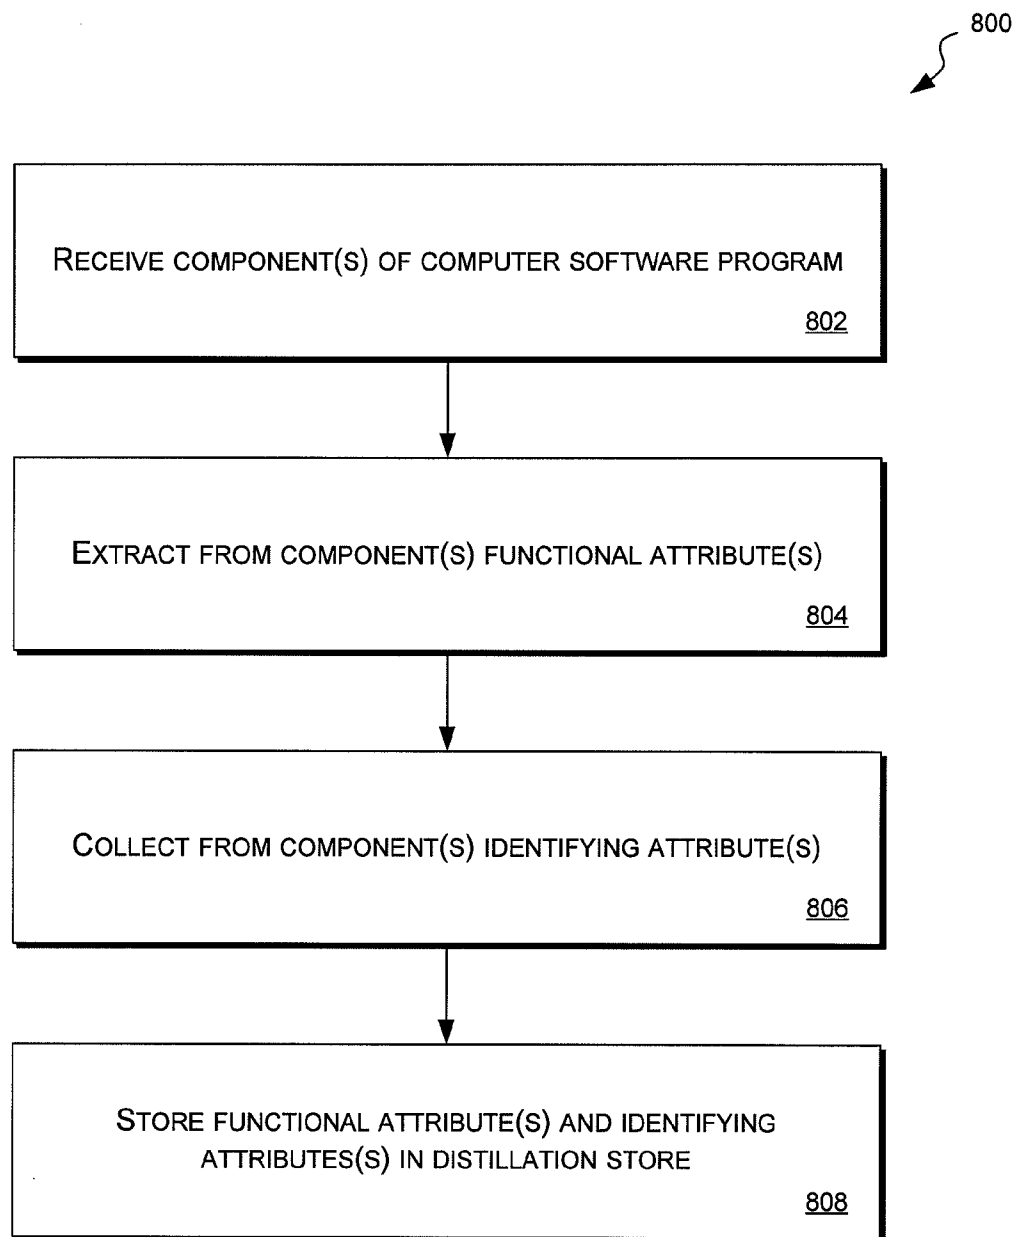 800
RECEIVE COMPONENT(S) OF COMPUTER SOFTWARE PROGRAM
802
EXTRACT FROM COMPONENT(S) FUNCTIONAL ATTRIBUTE(S)
804
COLLECT FROM COMPONENT(S) IDENTIFYING ATTRIBUTE(S)
806
STORE FUNCTIONAL ATTRIBUTE(S) AND IDENTIFYING
ATTRIBUTES(S) IN DISTILLATION STORE
808